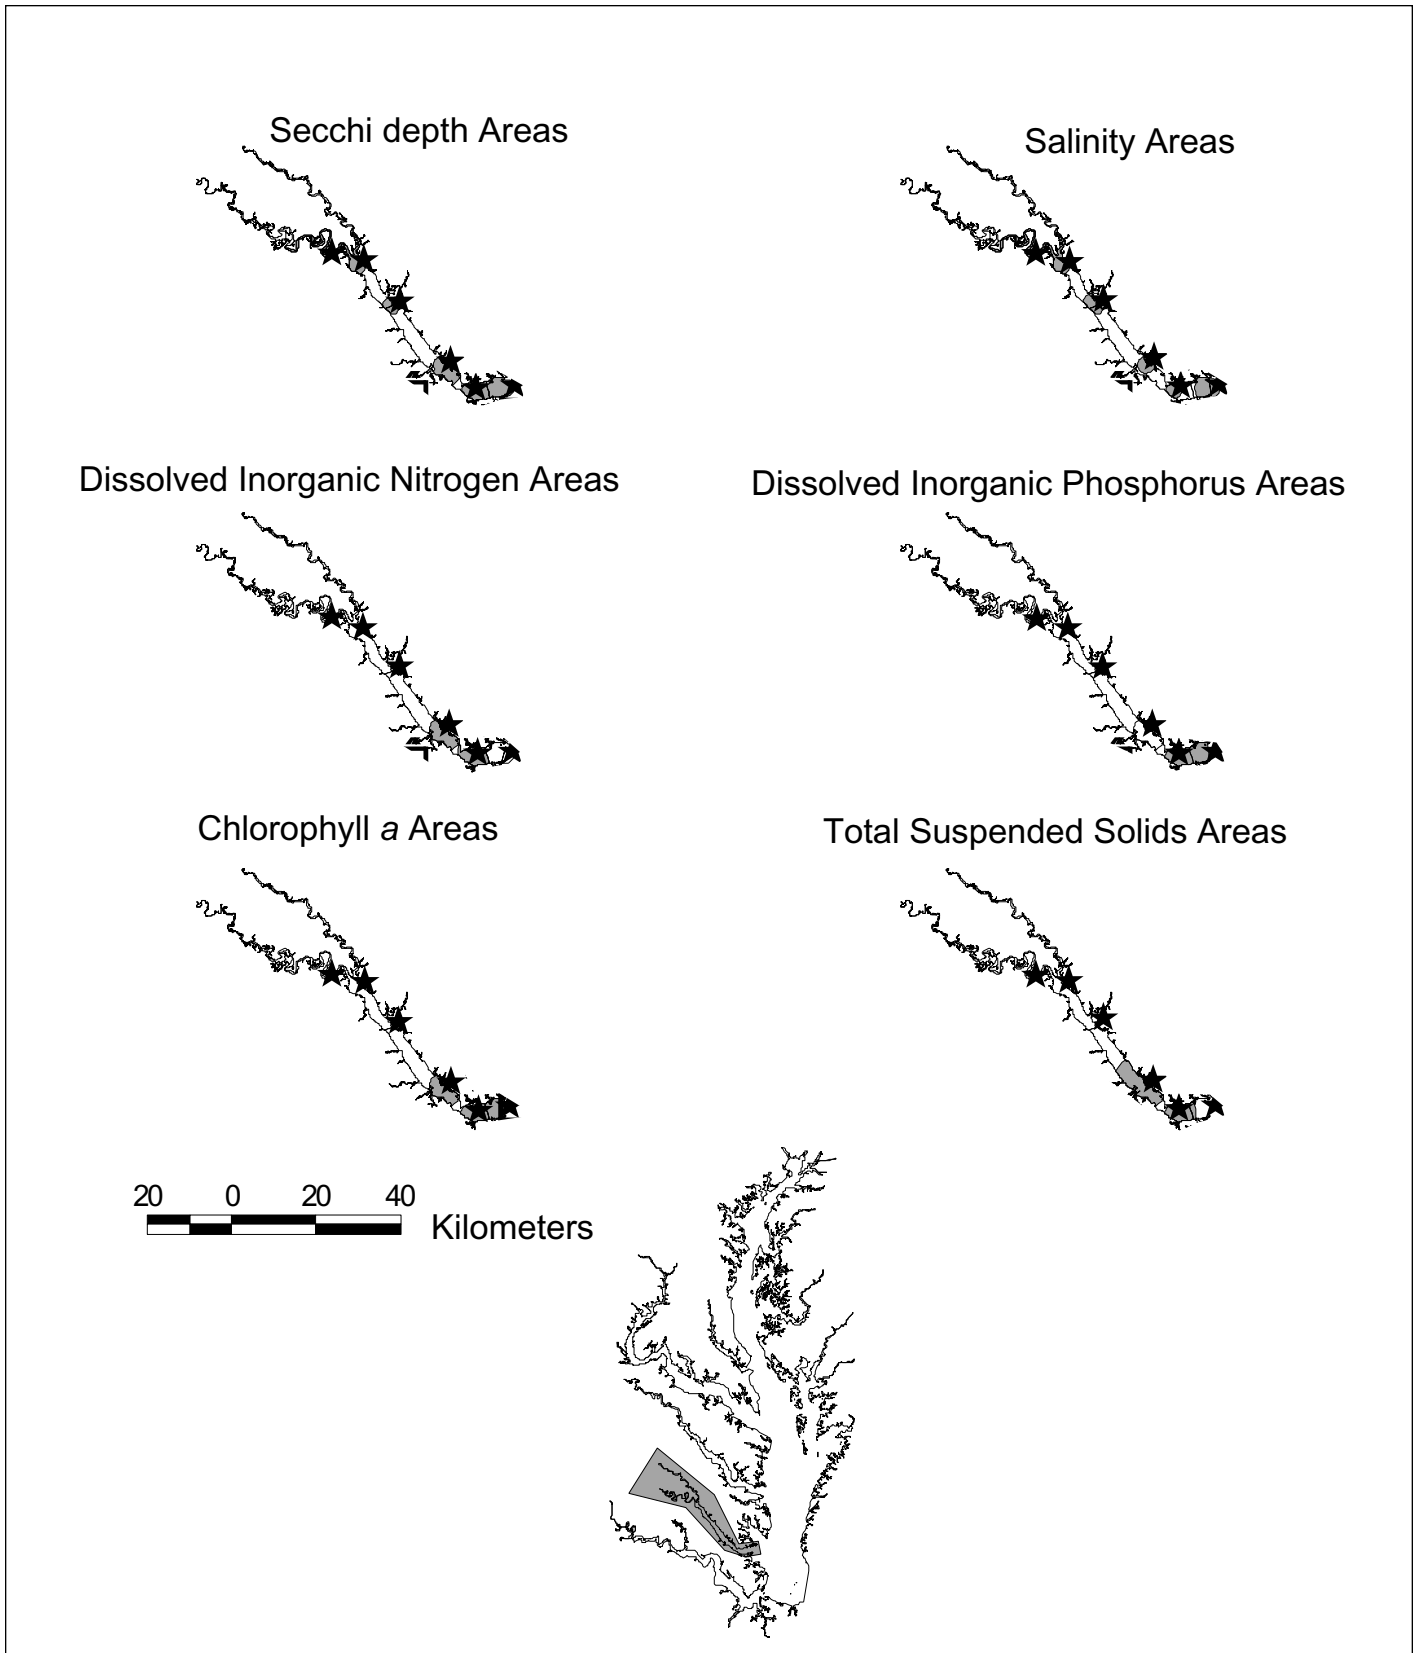 Secchi depth Areas
Salinity Areas
Dissolved Inorganic Nitrogen Areas
Dissolved Inorganic Phosphorus Areas
Chlorophyll a Areas
Total Suspended Solids Areas
20 0 20 40
Kilometers